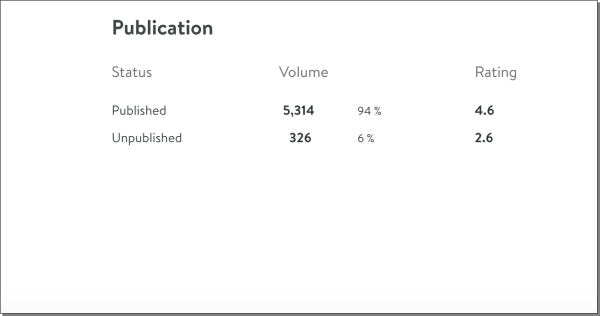 Publication
Status Volume Rating
Published 5,314 94 % 4.6
Unpublished 326 6 % 2.6